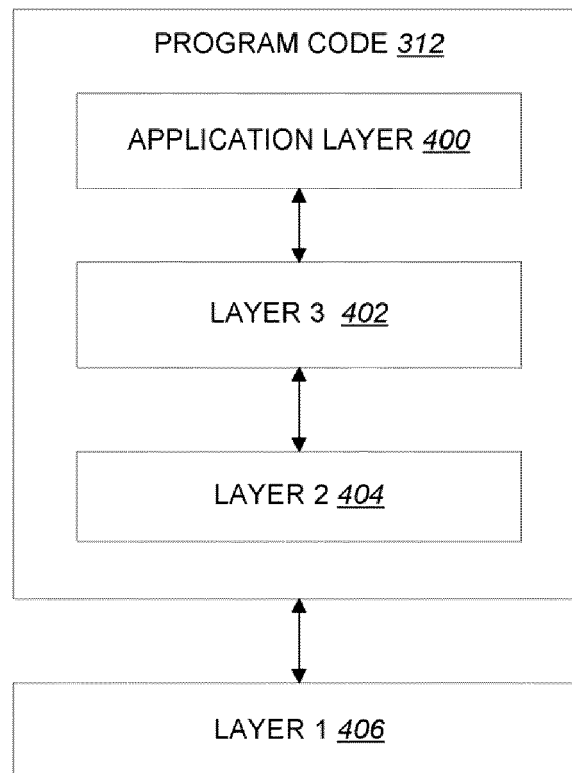 PROGRAM CODE 312
APPLICATION LAYER 400
LAYER 3 402
LAYER 2 404
LAYER 1 406